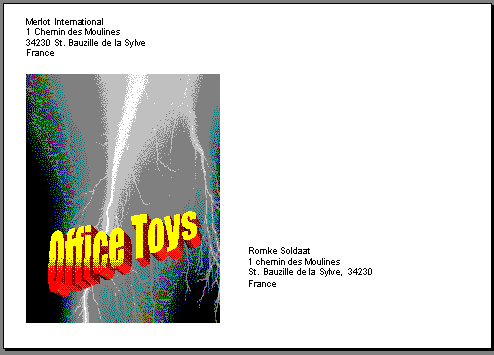 Merlot International
1 Chemin des Moulines
34230 St. Bauzille de la Sylve
France
Office Toys
Romke Soldaat
1 chemin des Moulines
St. Bauzille de la Sylve, 34230
France